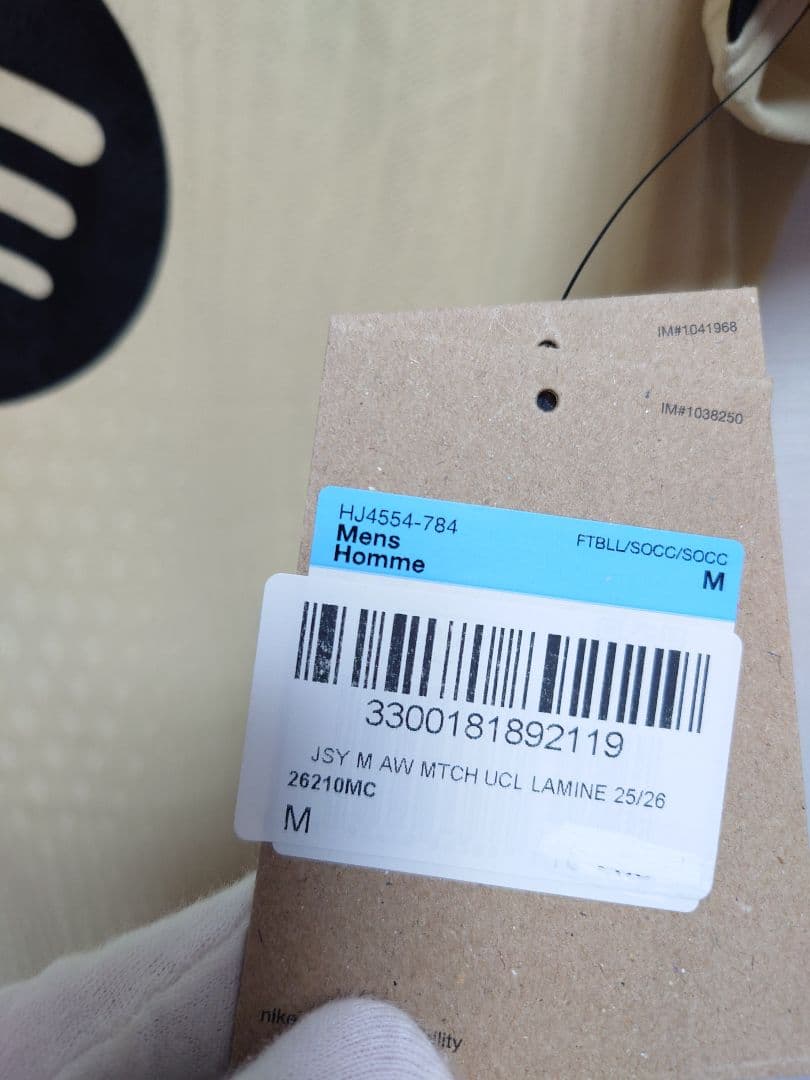 IM#1041968
IM#1038250
HJ4554-784
Mens
Homme
FTBLL/SOCC/SOCC
M
3300181892119
JSY M AW MTCH UCL LAMINE 25/26
26210MC
M
nike